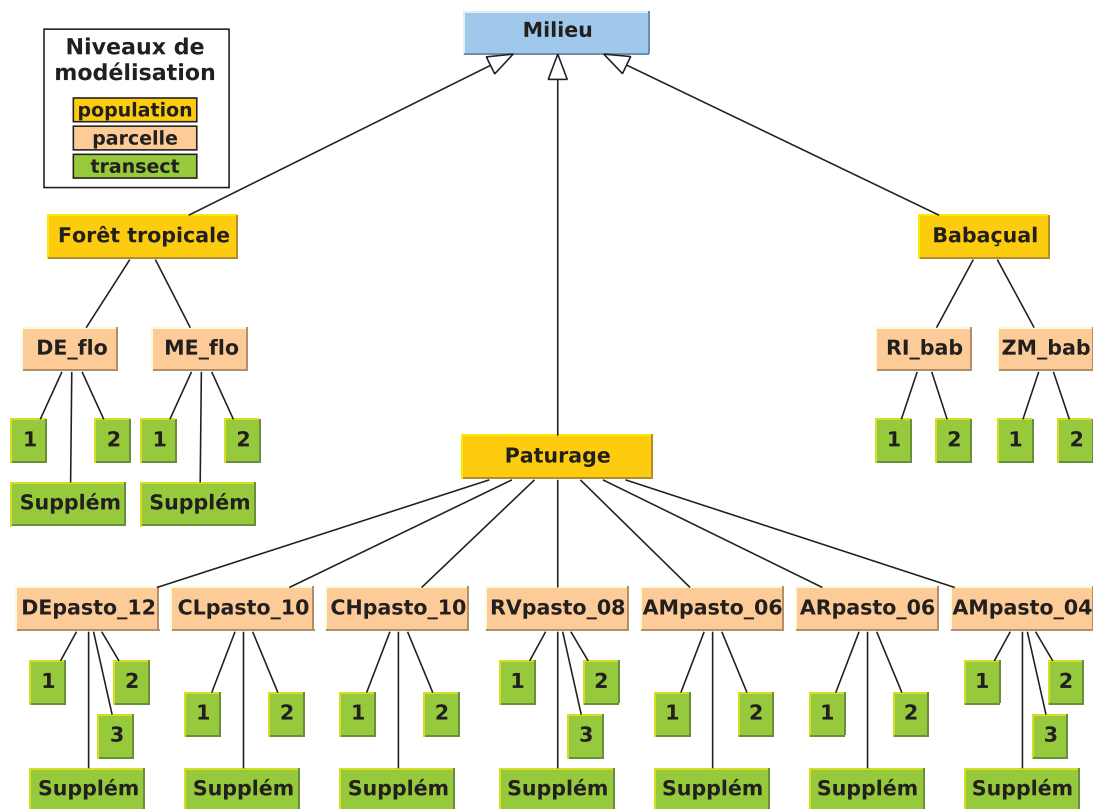 Milieu
Niveaux de
modélisation
population
parcelle
transect
Forêt tropicale
Babaçual
DE_flo
ME_flo
RI_bab
ZM_bab
1
2
1
2
1
2
1
2
Supplém
Supplém
Paturage
DEpasto_12
CLpasto_10
CHpasto_10
RVpasto_08
AMpasto_06
ARpasto_06
AMpasto_04
1
2
3
1
2
1
2
1
2
3
1
2
1
2
1
2
3
Supplém
Supplém
Supplém
Supplém
Supplém
Supplém
Supplém